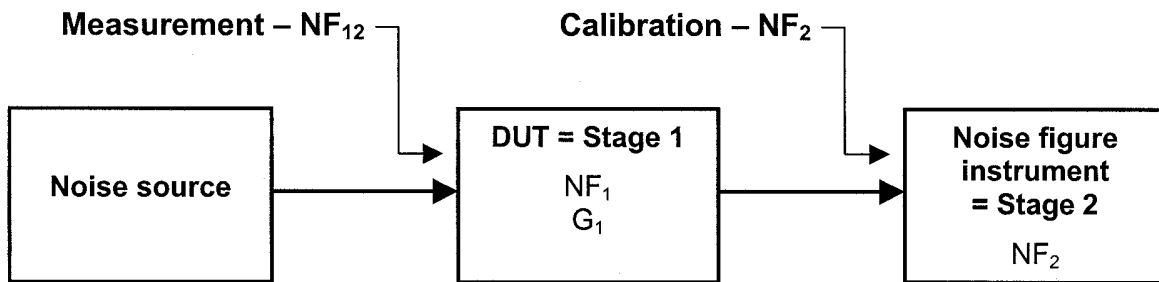 Measurement – NF₁₂
Calibration – NF₂
Noise source
DUT = Stage 1
NF₁
G₁
Noise figure
instrument
= Stage 2
NF₂